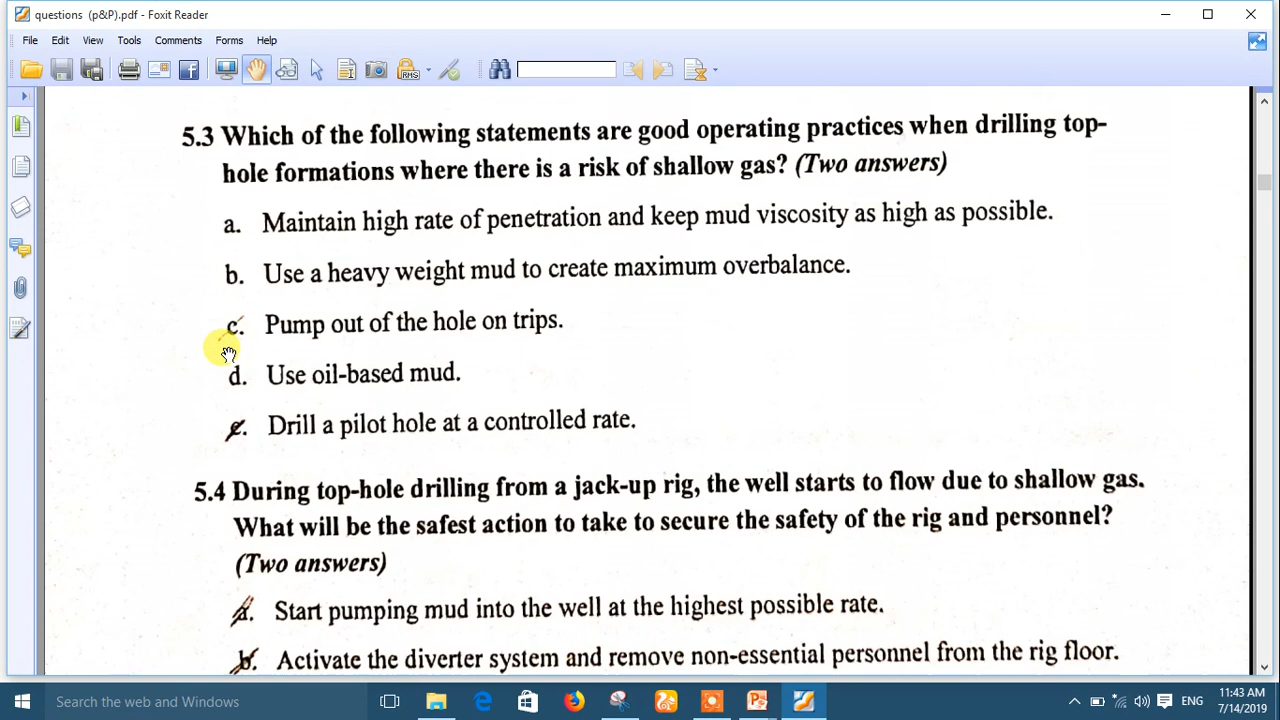 questions (p&P).pdf - Foxit Reader
File Edit View Tools Comments Forms Help
RMS
5.3 Which of the following statements are good operating practices when drilling top-
hole formations where there is a risk of shallow gas? (Two answers)
a. Maintain high rate of penetration and keep mud viscosity as high as possible.
b. Use a heavy weight mud to create maximum overbalance.
c. Pump out of the hole on trips.
d. Use oil-based mud.
e. Drill a pilot hole at a controlled rate.
5.4 During top-hole drilling from a jack-up rig, the well starts to flow due to shallow gas.
What will be the safest action to take to secure the safety of the rig and personnel?
(Two answers)
a. Start pumping mud into the well at the highest possible rate.
b. Activate the diverter system and remove non-essential personnel from the rig floor.
Search the web and Windows
ENG
11:43 AM
7/14/2019